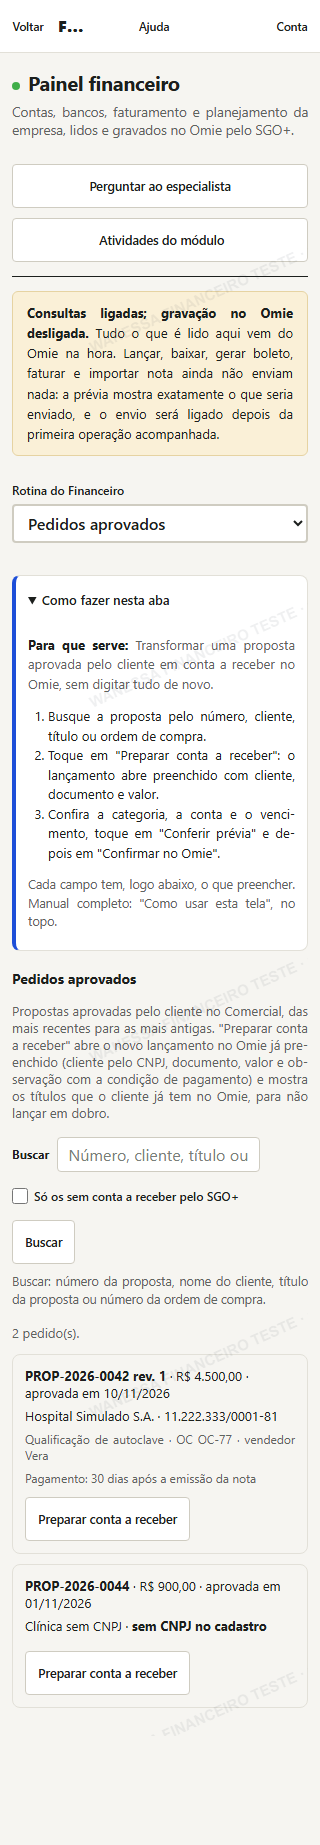 Voltar F... Ajuda Conta
Painel financeiro
Contas, bancos, faturamento e planejamento da
empresa, lidos e gravados no Omie pelo SGO+.
Perguntar ao especialista
Atividades do módulo
Consultas ligadas; gravação no Omie
desligada. Tudo o que é lido aqui vem do
Omie na hora. Lançar, baixar, gerar boleto,
faturar e importar nota ainda não enviam
nada: a prévia mostra exatamente o que seria
enviado, e o envio será ligado depois da
primeira operação acompanhada.
Rotina do Financeiro
Pedidos aprovados
▼ Como fazer nesta aba
Para que serve: Transformar uma proposta
aprovada pelo cliente em conta a receber no
Omie, sem digitar tudo de novo.
1. Busque a proposta pelo número, cliente,
título ou ordem de compra.
2. Toque em "Preparar conta a receber": o
lançamento abre preenchido com cliente,
documento e valor.
3. Confira a categoria, a conta e o venci-
mento, toque em "Conferir prévia" e de-
pois em "Confirmar no Omie".
Cada campo tem, logo abaixo, o que preencher.
Manual completo: "Como usar esta tela", no
topo.
Pedidos aprovados
Propostas aprovadas pelo cliente no Comercial, das
mais recentes para as mais antigas. "Preparar conta
a receber" abre o novo lançamento no Omie já pre-
enchido (cliente pelo CNPJ, documento, valor e ob-
servação com a condição de pagamento) e mostra
os títulos que o cliente já tem no Omie, para não
lançar em dobro.
Buscar Número, cliente, título ou
Só os sem conta a receber pelo SGO+
Buscar
Buscar: número da proposta, nome do cliente, título
da proposta ou número da ordem de compra.
2 pedido(s).
PROP-2026-0042 rev. 1 · R$ 4.500,00 ·
aprovada em 10/11/2026
Hospital Simulado S.A. · 11.222.333/0001-81
Qualificação de autoclave · OC OC-77 · vendedor
Vera
Pagamento: 30 dias após a emissão da nota
Preparar conta a receber
PROP-2026-0044 · R$ 900,00 · aprovada em
01/11/2026
Clínica sem CNPJ · sem CNPJ no cadastro
Preparar conta a receber
FINANCEIRO TESTE ·